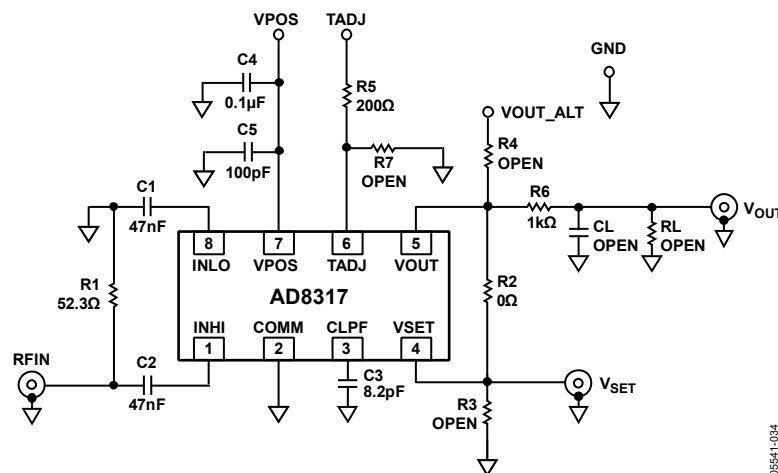 VPOS
TADJ
GND
C4
0.1µF
R5
200Ω
VOUT_ALT
C5
100pF
R7
OPEN
R4
OPEN
C1
47nF
R6
1kΩ
CL
OPEN
RL
OPEN
VOUT
8
7
6
5
INLO
VPOS
TADJ
VOUT
R1
52.3Ω
AD8317
R2
0Ω
INHI
COMM
CLPF
VSET
1
2
3
4
RFIN
C2
47nF
C3
8.2pF
R3
OPEN
VSET
05541-034